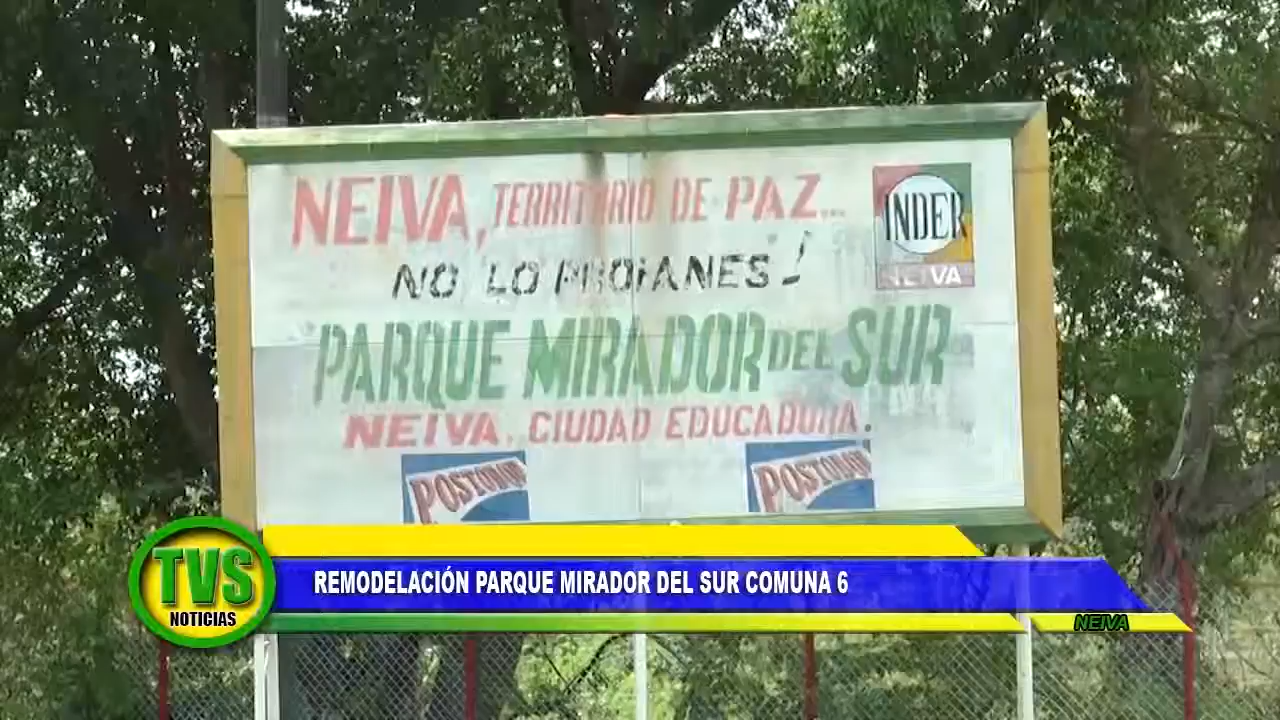 NEIVA, TERRITORIO DE PAZ...
INDER
NEIVA
NO LO PROFANES!
PARQUE MIRADOR DEL SUR
NEIVA, CIUDAD EDUCADORA.
POSTOBON
POSTOBON
TVS
NOTICIAS
REMODELACIÓN PARQUE MIRADOR DEL SUR COMUNA 6
NEIVA